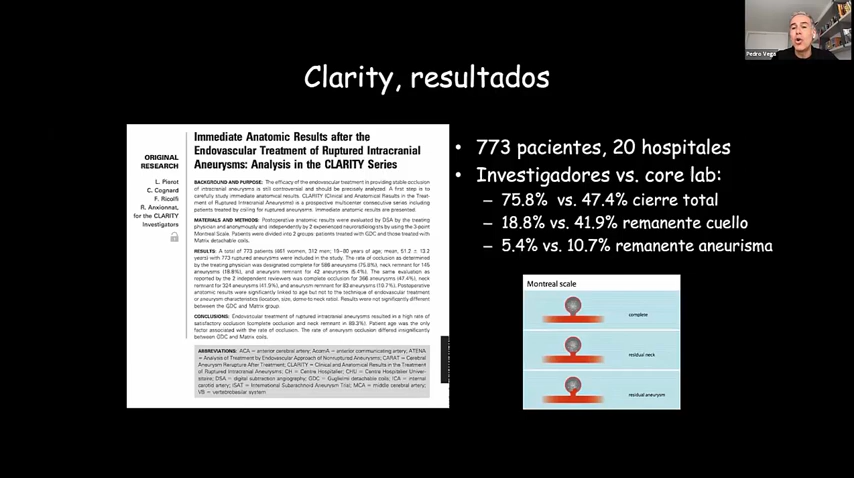 Pedro Vega
Clarity, resultados
ORIGINAL
RESEARCH
L. Pierot
C. Cognard
F. Ricolfi
R. Anxionnat,
for the CLARITY
Investigators
Immediate Anatomic Results after the
Endovascular Treatment of Ruptured Intracranial
Aneurysms: Analysis in the CLARITY Series
BACKGROUND AND PURPOSE: The efficacy of the endovascular treatment in providing stable occlusion
of intracranial aneurysms is still controversial and should be precisely analyzed. A first step is to
carefully study immediate anatomical results. CLARITY (Clinical and Anatomical Results in the Treat-
ment of Ruptured Intracranial Aneurysms) is a prospective multicenter consecutive series including
patients treated by coiling for ruptured aneurysms. Immediate anatomic results are presented.
MATERIALS AND METHODS: Postoperative anatomic results were evaluated by DSA by the treating
physician and anonymously and independently by 2 experienced neuroradiologists by using the 3-point
Montreal Scale. Patients were divided into 2 groups: patients treated with GDC and those treated with
Matrix detachable coils.
RESULTS: A total of 773 patients (461 women, 312 men; 19–80 years of age; mean, 51.2 ± 13.2
years) with 773 ruptured aneurysms were included in the study. The rate of occlusion as determined
by the treating physician was designated complete for 586 aneurysms (75.8%), neck remnant for 145
aneurysms (18.8%), and aneurysm remnant for 42 aneurysms (5.4%). The same evaluation as
reported by the 2 independent reviewers was complete occlusion for 366 aneurysms (47.4%), neck
remnant for 324 aneurysms (41.9%), and aneurysm remnant for 83 aneurysms (10.7%). Postoperative
anatomic results were significantly linked to age but not to the technique of endovascular treatment
or aneurysm characteristics (location, size, dome-to-neck ratio). Results were not significantly different
between the GDC and Matrix group.
CONCLUSIONS: Endovascular treatment of ruptured intracranial aneurysms resulted in a high rate of
satisfactory occlusion (complete occlusion and neck remnant in 89.3%). Patient age was the only
factor associated with the rate of occlusion. The rate of aneurysm occlusion differed insignificantly
between GDC and Matrix coils.
ABBREVIATIONS: ACA = anterior cerebral artery; AcomA = anterior communicating artery; ATENA
= Analysis of Treatment by Endovascular Approach of Nonruptured Aneurysms; CARAT = Cerebral
Aneurysm Rerupture After Treatment; CLARITY = Clinical and Anatomical Results in the Treatment
of Ruptured Intracranial Aneurysms; CH = Centre Hospitalier; CHU = Centre Hospitalier Univer-
sitaire; DSA = digital subtraction angiography; GDC = Guglielmi detachable coils; ICA = internal
carotid artery; ISAT = International Subarachnoid Aneurysm Trial; MCA = middle cerebral artery;
VB = vertebrobasilar system
• 773 pacientes, 20 hospitales
• Investigadores vs. core lab:
– 75.8% vs. 47.4% cierre total
– 18.8% vs. 41.9% remanente cuello
– 5.4% vs. 10.7% remanente aneurisma
Montreal scale
complete
residual neck
residual aneurysm